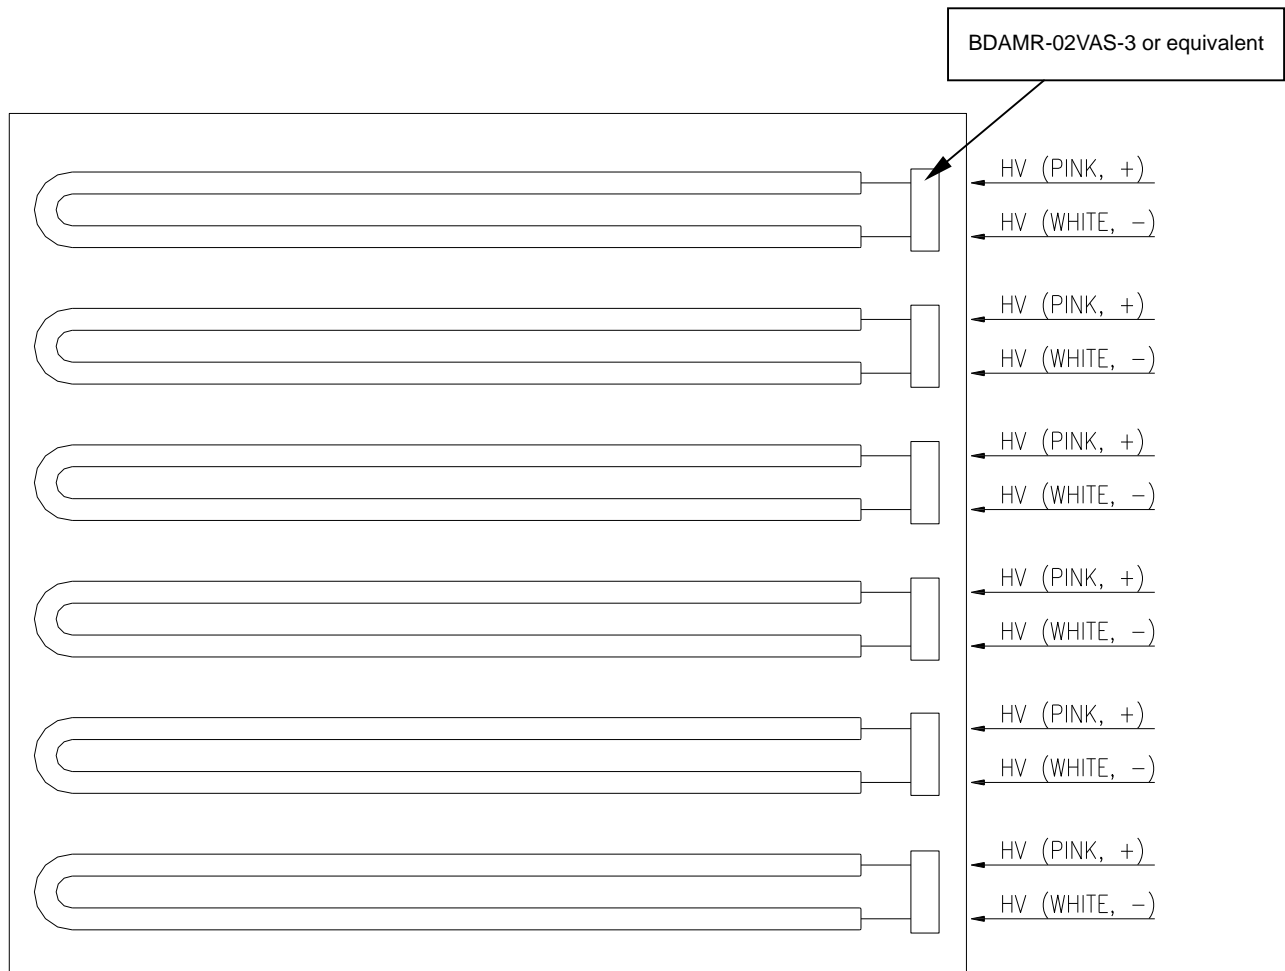 BDAMR-02VAS-3 or equivalent
HV (PINK, +)
HV (WHITE, -)
HV (PINK, +)
HV (WHITE, -)
HV (PINK, +)
HV (WHITE, -)
HV (PINK, +)
HV (WHITE, -)
HV (PINK, +)
HV (WHITE, -)
HV (PINK, +)
HV (WHITE, -)